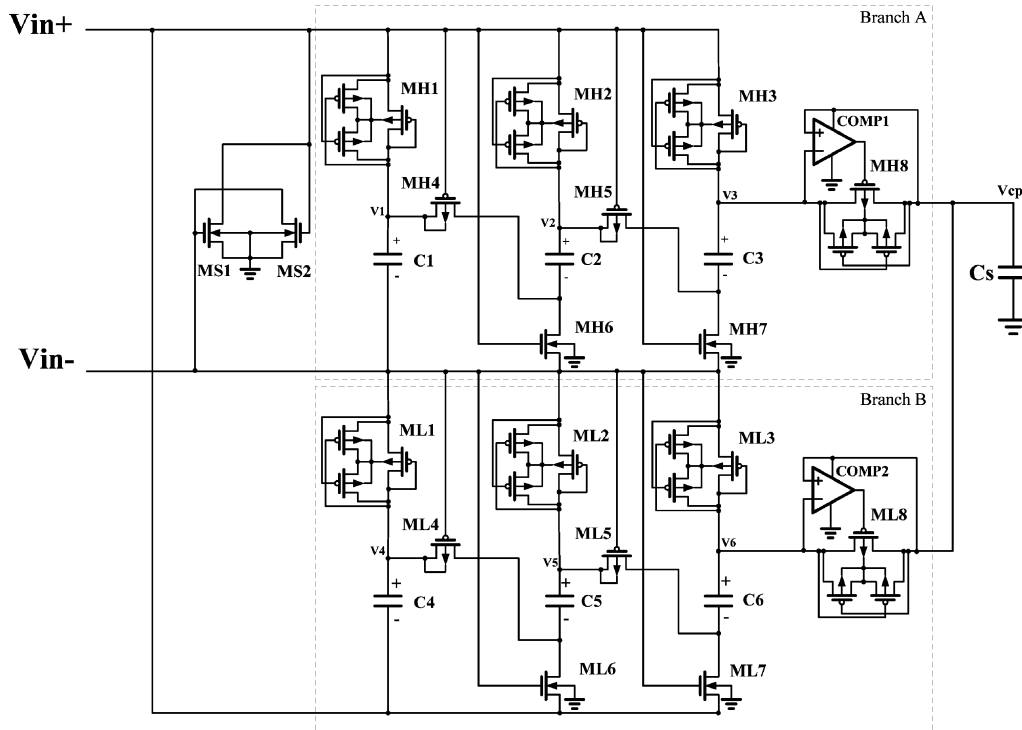 Branch A
Vin+
MH1
MH2
MH3
COMP1
+
−
MH8
MH4
MH5
V1
V2
V3
Vcp
+
C1
-
+
C2
-
+
C3
-
MS1
MS2
Cs
MH6
MH7
Vin-
Branch B
ML1
ML2
ML3
COMP2
+
−
ML8
ML4
ML5
V4
V5
V6
+
C4
-
+
C5
-
+
C6
-
ML6
ML7